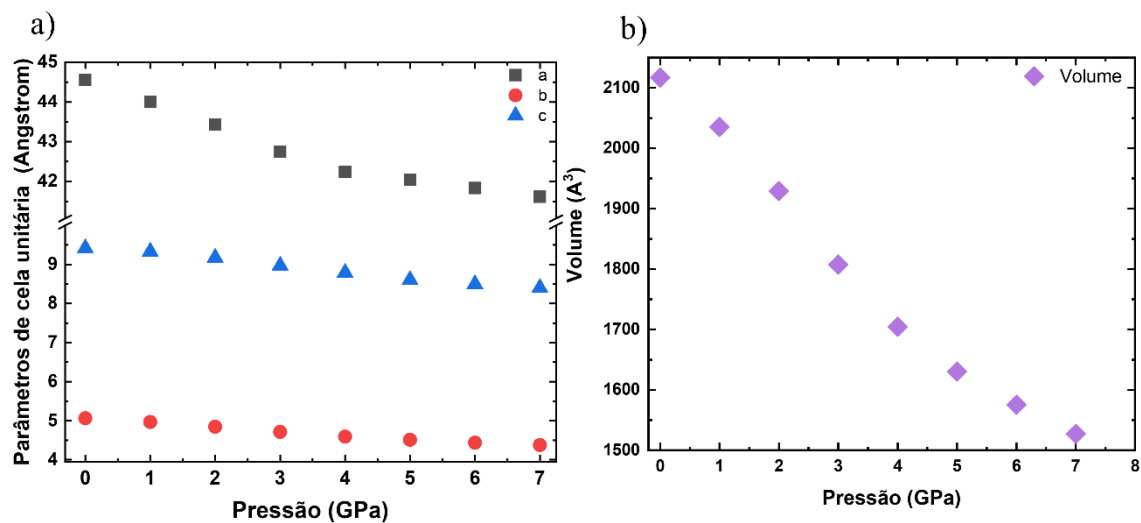 a)
45
44
43
42
9
8
7
6
5
4
0 1 2 3 4 5 6 7
Parâmetros de cela unitária (Angstrom)
Pressão (GPa)
a
b
c
b)
2100
2000
1900
1800
1700
1600
1500
0 1 2 3 4 5 6 7 8
Volume (A³)
Pressão (GPa)
Volume